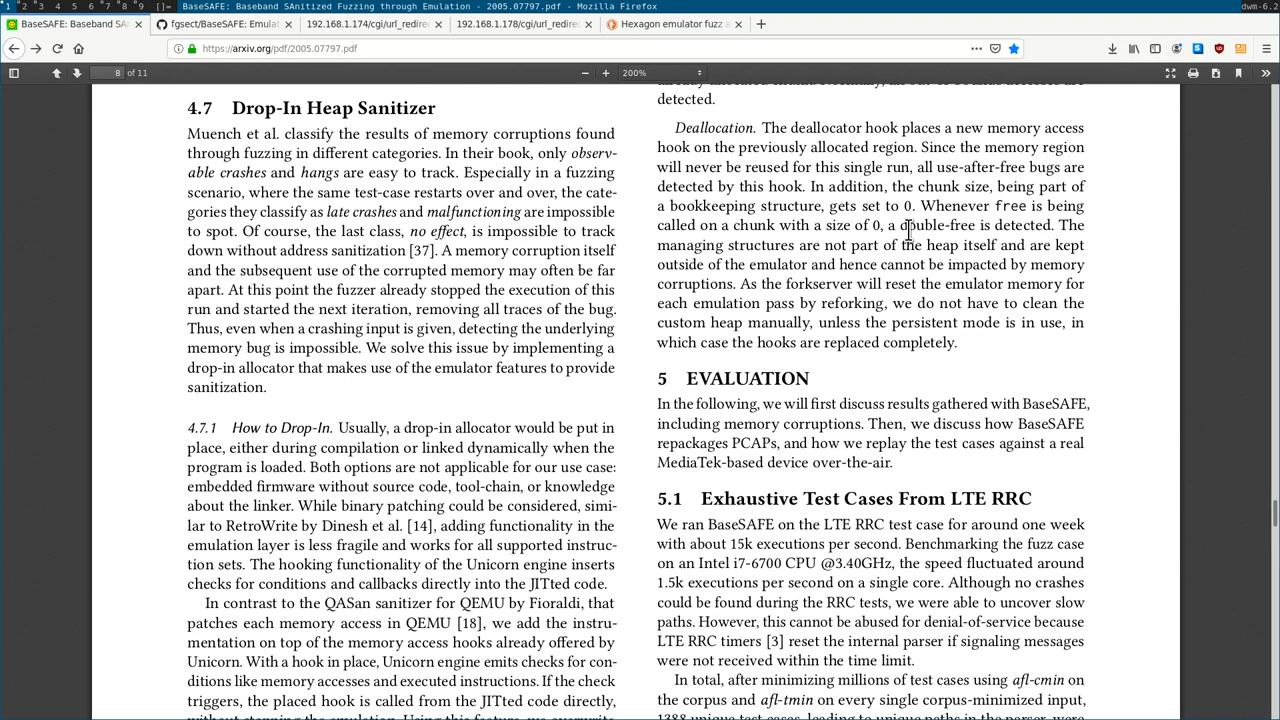 1 2 3 4 5 6 7 8 9 []= BaseSAFE: Baseband SAnitized Fuzzing through Emulation - 2005.07797.pdf - Mozilla Firefox dwm-6.2
BaseSAFE: Baseband SA
fgsect/BaseSAFE: Emulat
192.168.1.174/cgi/url_redire
192.168.1.178/cgi/url_redire
Hexagon emulator fuzz a
https://arxiv.org/pdf/2005.07797.pdf
8 of 11
200%
4.7 Drop-In Heap Sanitizer
Muench et al. classify the results of memory corruptions found
through fuzzing in different categories. In their book, only observ-
able crashes and hangs are easy to track. Especially in a fuzzing
scenario, where the same test-case restarts over and over, the cate-
gories they classify as late crashes and malfunctioning are impossible
to spot. Of course, the last class, no effect, is impossible to track
down without address sanitization [37]. A memory corruption itself
and the subsequent use of the corrupted memory may often be far
apart. At this point the fuzzer already stopped the execution of this
run and started the next iteration, removing all traces of the bug.
Thus, even when a crashing input is given, detecting the underlying
memory bug is impossible. We solve this issue by implementing a
drop-in allocator that makes use of the emulator features to provide
sanitization.
4.7.1 How to Drop-In. Usually, a drop-in allocator would be put in
place, either during compilation or linked dynamically when the
program is loaded. Both options are not applicable for our use case:
embedded firmware without source code, tool-chain, or knowledge
about the linker. While binary patching could be considered, simi-
lar to RetroWrite by Dinesh et al. [14], adding functionality in the
emulation layer is less fragile and works for all supported instruc-
tion sets. The hooking functionality of the Unicorn engine inserts
checks for conditions and callbacks directly into the JITted code.
In contrast to the QASan sanitizer for QEMU by Fioraldi, that
patches each memory access in QEMU [18], we add the instru-
mentation on top of the memory access hooks already offered by
Unicorn. With a hook in place, Unicorn engine emits checks for con-
ditions like memory accesses and executed instructions. If the check
triggers, the placed hook is called from the JITted code directly,
detected.
Deallocation. The deallocator hook places a new memory access
hook on the previously allocated region. Since the memory region
will never be reused for this single run, all use-after-free bugs are
detected by this hook. In addition, the chunk size, being part of
a bookkeeping structure, gets set to 0. Whenever free is being
called on a chunk with a size of 0, a double-free is detected. The
managing structures are not part of the heap itself and are kept
outside of the emulator and hence cannot be impacted by memory
corruptions. As the forkserver will reset the emulator memory for
each emulation pass by reforking, we do not have to clean the
custom heap manually, unless the persistent mode is in use, in
which case the hooks are replaced completely.
5 EVALUATION
In the following, we will first discuss results gathered with BaseSAFE,
including memory corruptions. Then, we discuss how BaseSAFE
repackages PCAPs, and how we replay the test cases against a real
MediaTek-based device over-the-air.
5.1 Exhaustive Test Cases From LTE RRC
We ran BaseSAFE on the LTE RRC test case for around one week
with about 15k executions per second. Benchmarking the fuzz case
on an Intel i7-6700 CPU @3.40GHz, the speed fluctuated around
1.5k executions per second on a single core. Although no crashes
could be found during the RRC tests, we were able to uncover slow
paths. However, this cannot be abused for denial-of-service because
LTE RRC timers [3] reset the internal parser if signaling messages
were not received within the time limit.
In total, after minimizing millions of test cases using afl-cmin on
the corpus and afl-tmin on every single corpus-minimized input,
1388 unique test cases, leading to unique paths in the parser, were